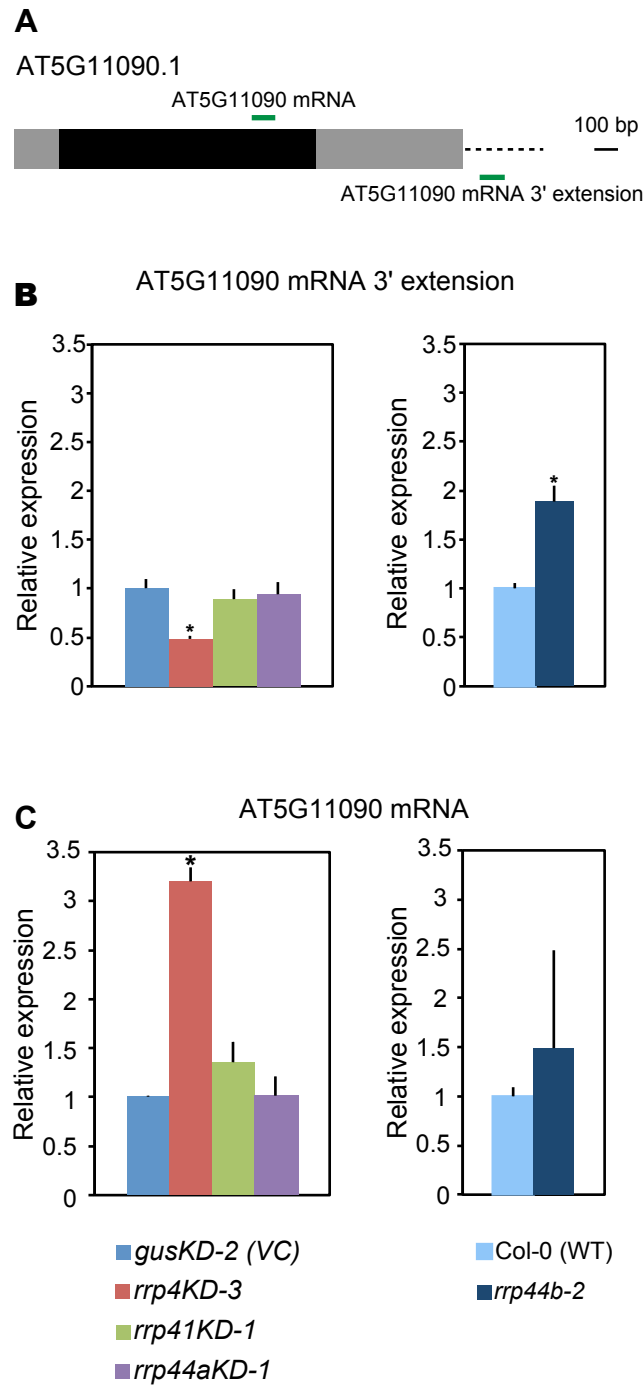 A
AT5G11090.1
AT5G11090 mRNA
100 bp
AT5G11090 mRNA 3' extension
B
AT5G11090 mRNA 3' extension
Relative expression
3.5
3
2.5
2
1.5
1
0.5
0
*
Relative expression
3.5
3
2.5
2
1.5
1
0.5
0
*
C
AT5G11090 mRNA
Relative expression
3.5
3
2.5
2
1.5
1
0.5
0
*
Relative expression
3.5
3
2.5
2
1.5
1
0.5
0
gusKD-2 (VC)
rrp4KD-3
rrp41KD-1
rrp44aKD-1
Col-0 (WT)
rrp44b-2